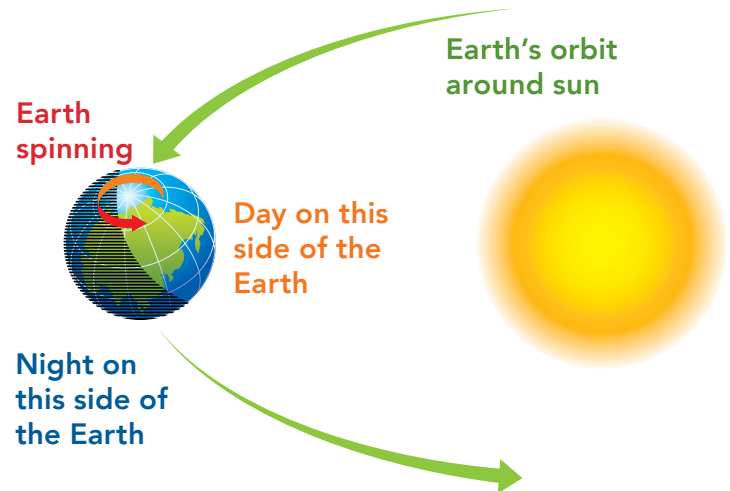 Earth's orbit
around sun
Earth
spinning
Day on this
side of the
Earth
Night on
this side of
the Earth